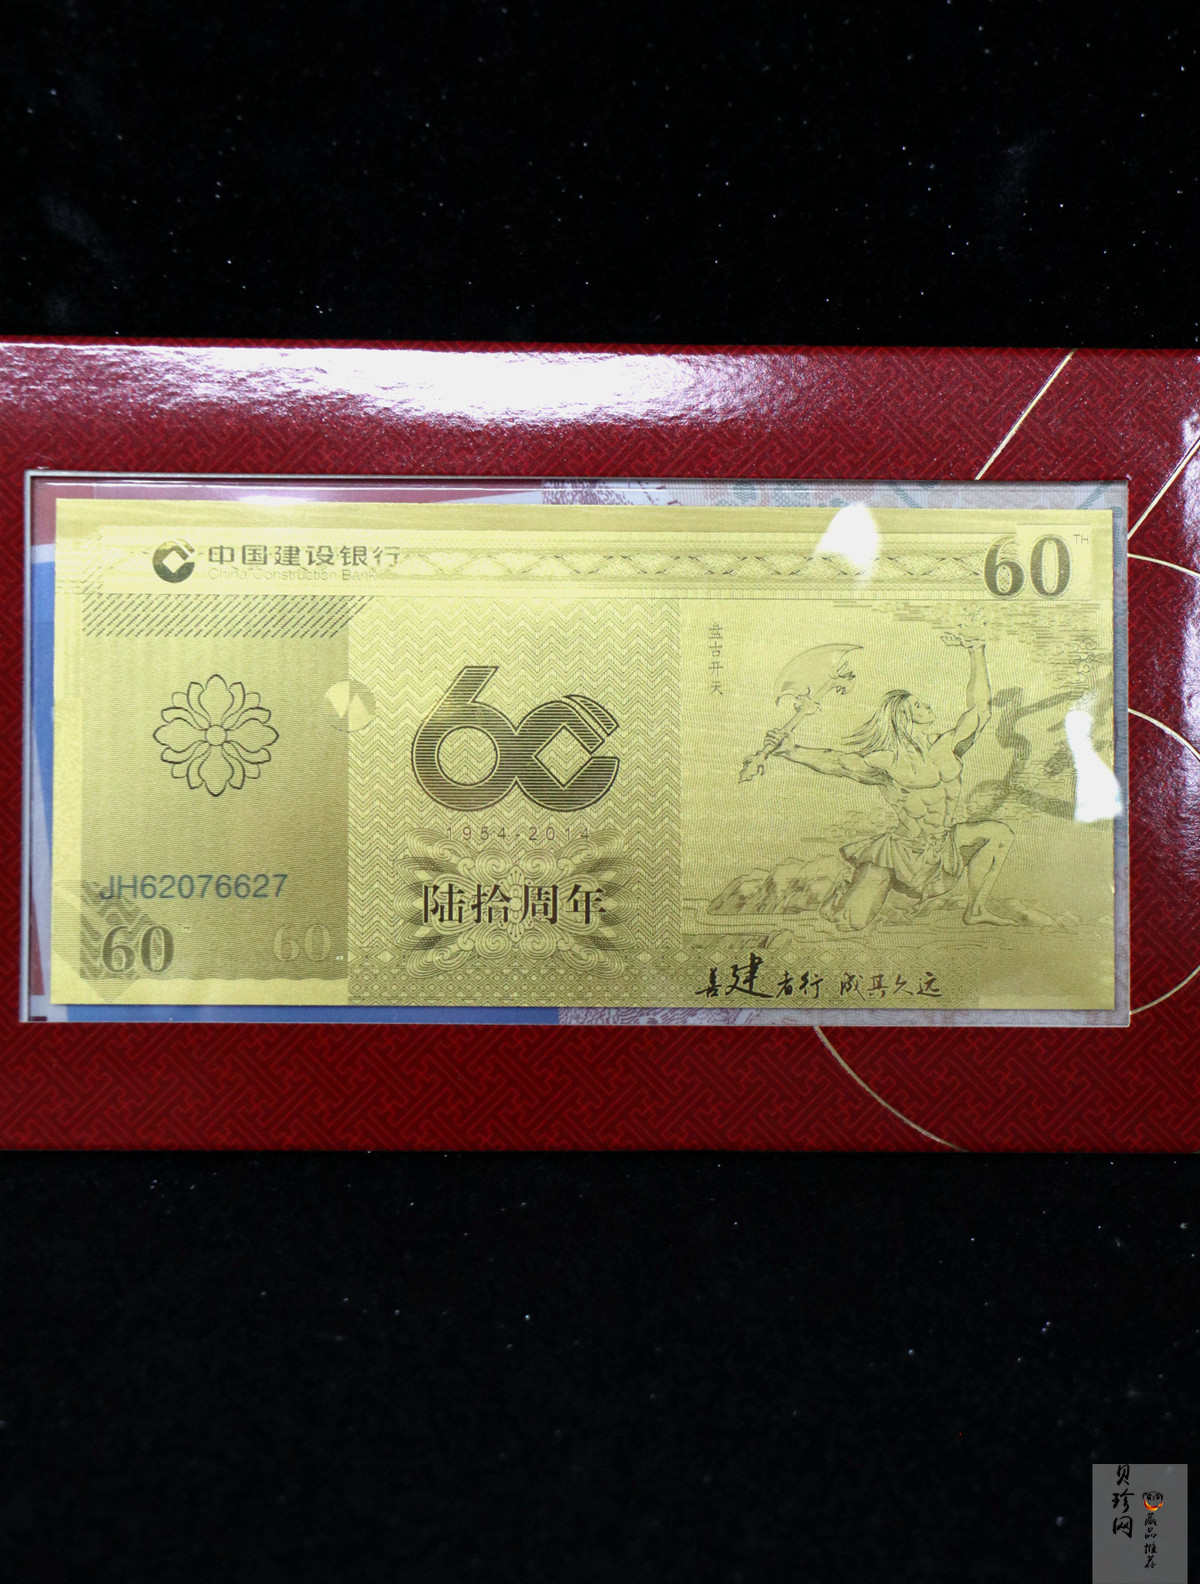 中国建设银行
China Construction Bank
60TH
盘古开天
60
1954-2014
JH62076627
陆拾周年
60
60
善建者行 成其久远
贝珍网
藏品推荐